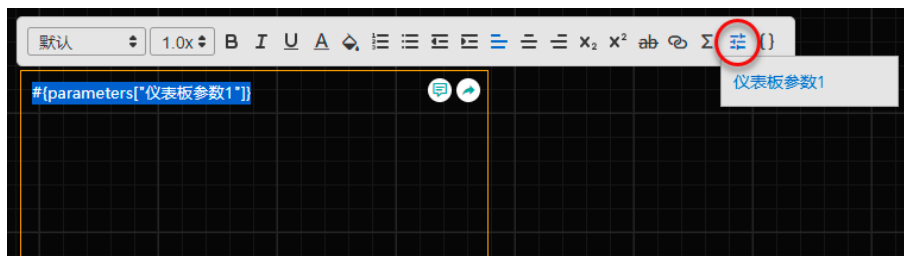 默认 1.0x B I U A x₂ x² ab Σ {}
#{parameters["仪表板参数1"]}
仪表板参数1